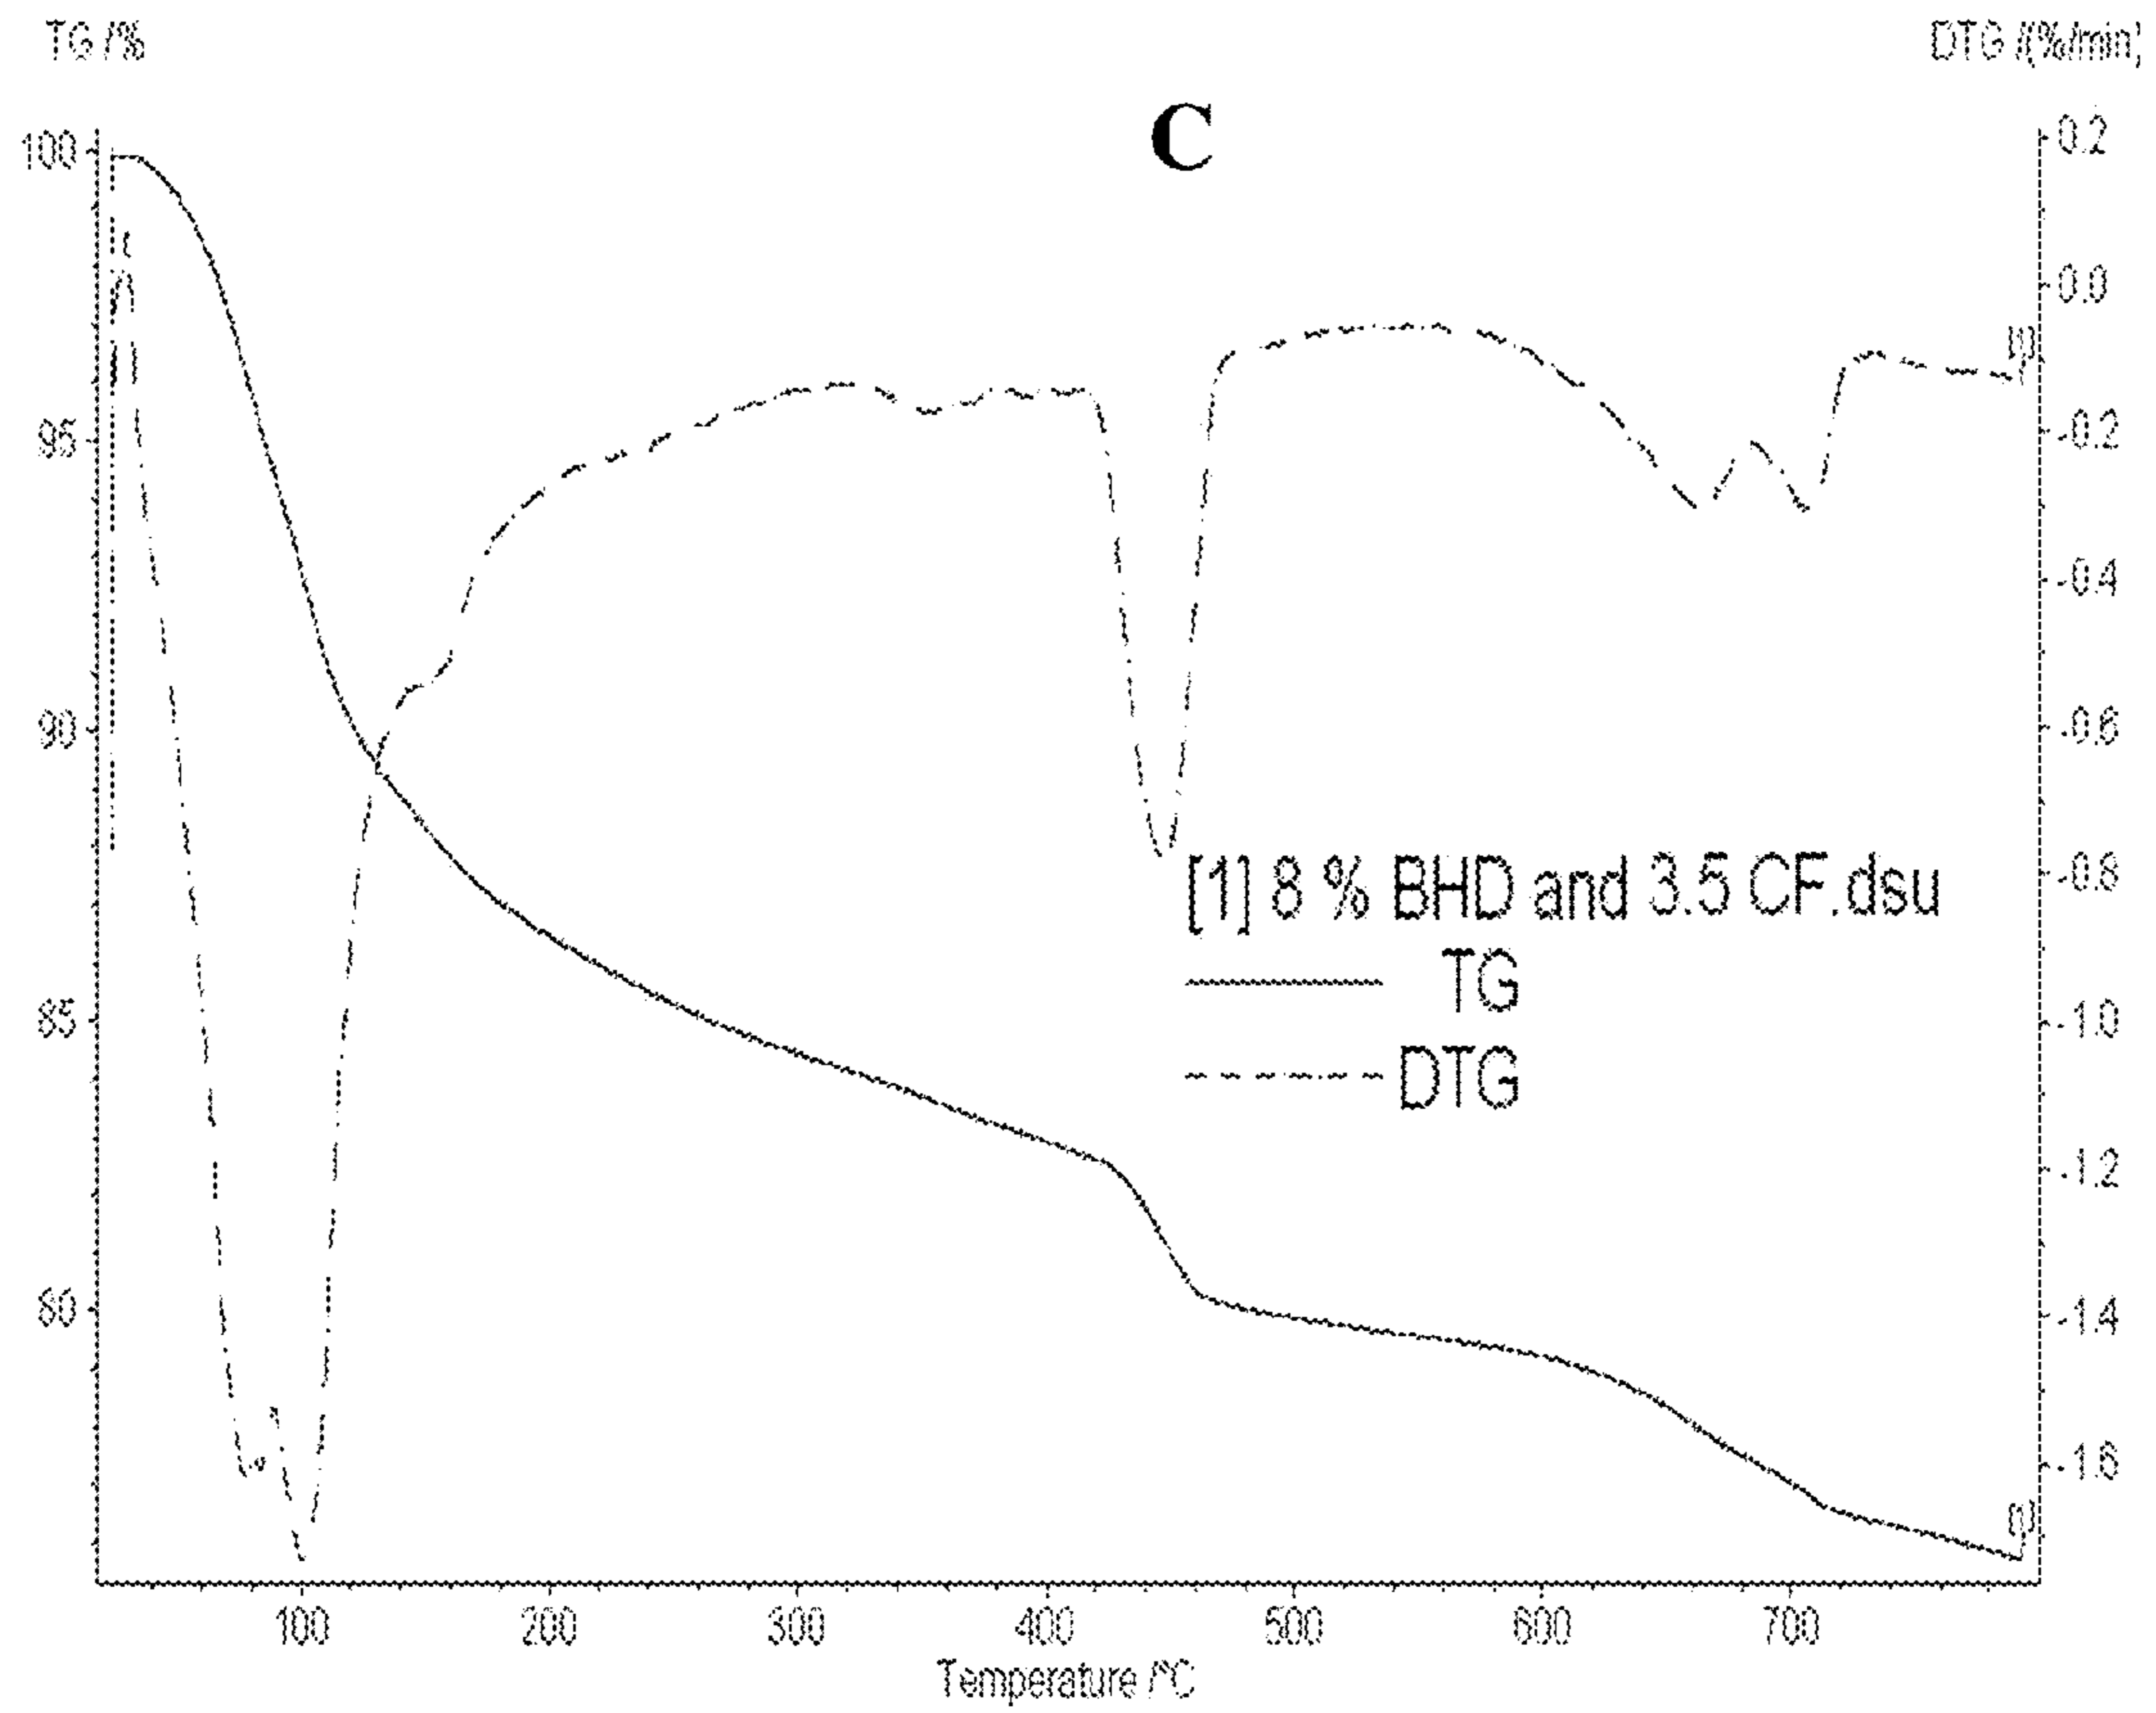 TG /%
DTG /(%/min)
C
100
95
90
85
80
0.2
0.0
-0.2
-0.4
-0.6
-0.8
-1.0
-1.2
-1.4
-1.6
[1]
[1] 8 % BHD and 3.5 CF.dsu
TG
DTG
[1]
100 200 300 400 500 600 700
Temperature /°C